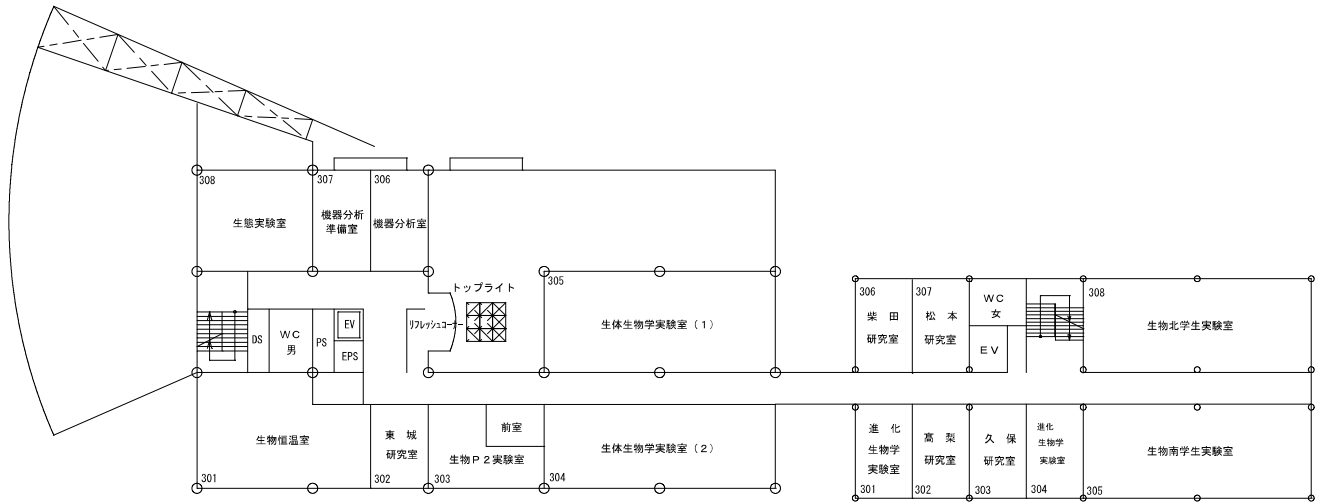 308
生態実験室
307
機器分析
準備室
306
機器分析室
トップライト
リフレッシュコーナー
305
生体生物学実験室（１）
DS
ＷＣ
男
PS
EV
EPS
生物恒温室
301
東　城
研究室
302
前室
生物Ｐ２実験室
303
生体生物学実験室（２）
304
306
柴　田
研究室
307
松　本
研究室
ＷＣ
女
ＥＶ
308
生物北学生実験室
進　化
生物学
実験室
301
高　梨
研究室
302
久　保
研究室
303
進化
生物学
実験室
304
生物南学生実験室
305